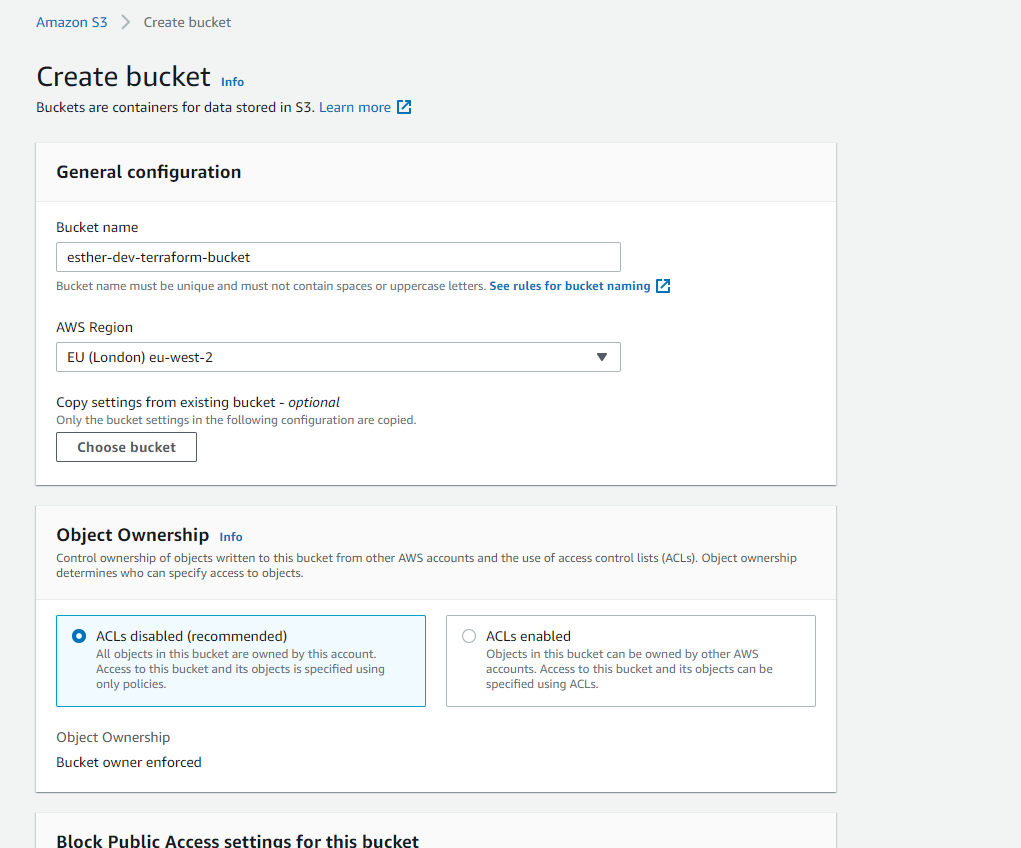 Amazon S3 > Create bucket
Create bucket Info
Buckets are containers for data stored in S3. Learn more
General configuration
Bucket name
esther-dev-terraform-bucket
Bucket name must be unique and must not contain spaces or uppercase letters. See rules for bucket naming
AWS Region
EU (London) eu-west-2
Copy settings from existing bucket - optional
Only the bucket settings in the following configuration are copied.
Choose bucket
Object Ownership Info
Control ownership of objects written to this bucket from other AWS accounts and the use of access control lists (ACLs). Object ownership
determines who can specify access to objects.
ACLs disabled (recommended)
All objects in this bucket are owned by this account.
Access to this bucket and its objects is specified using
only policies.
ACLs enabled
Objects in this bucket can be owned by other AWS
accounts. Access to this bucket and its objects can be
specified using ACLs.
Object Ownership
Bucket owner enforced
Block Public Access settings for this bucket